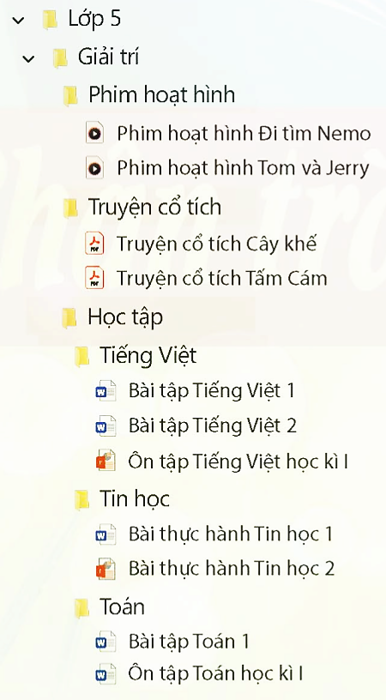 Lớp 5
Giải trí
Phim hoạt hình
Phim hoạt hình Đi tìm Nemo
Phim hoạt hình Tom và Jerry
Truyện cổ tích
Truyện cổ tích Cây khế
Truyện cổ tích Tấm Cám
Học tập
Tiếng Việt
Bài tập Tiếng Việt 1
Bài tập Tiếng Việt 2
Ôn tập Tiếng Việt học kì I
Tin học
Bài thực hành Tin học 1
Bài thực hành Tin học 2
Toán
Bài tập Toán 1
Ôn tập Toán học kì I